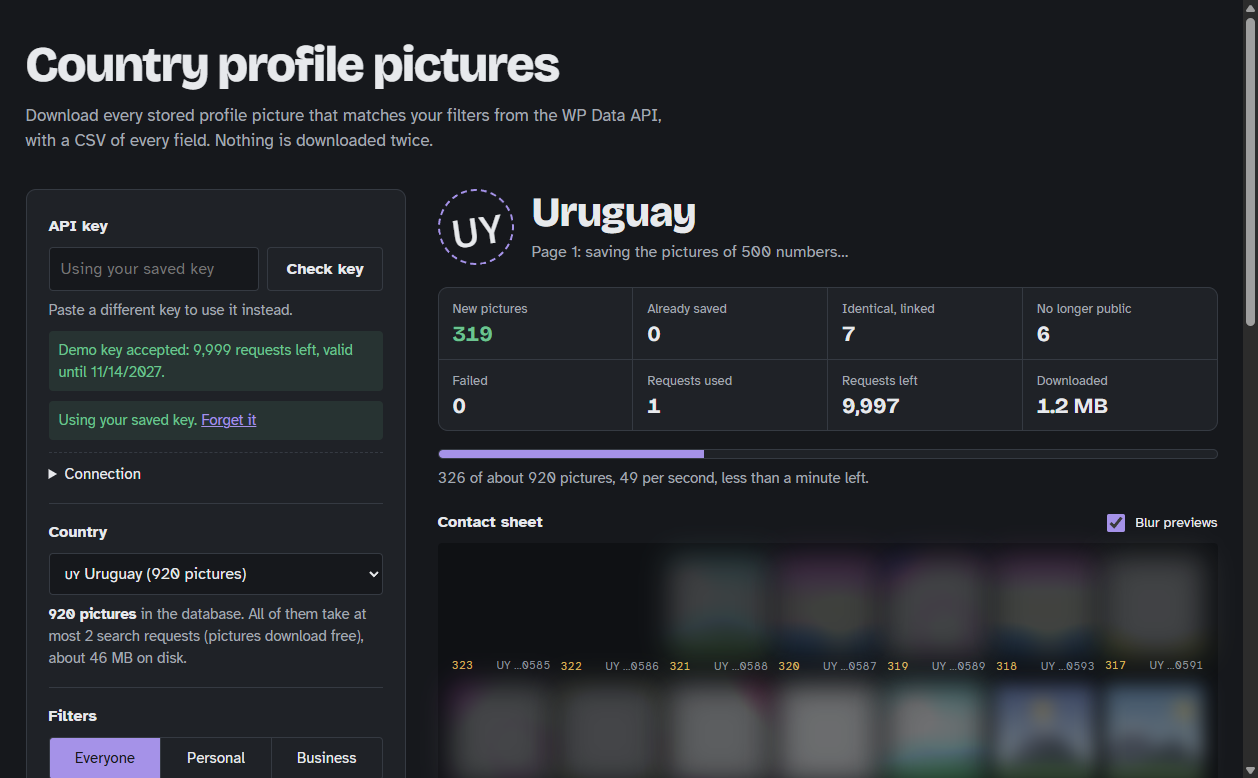 Country profile pictures
Download every stored profile picture that matches your filters from the WP Data API,
with a CSV of every field. Nothing is downloaded twice.
API key
Using your saved key
Check key
Paste a different key to use it instead.
Demo key accepted: 9,999 requests left, valid
until 11/14/2027.
Using your saved key. Forget it
Connection
Country
UY Uruguay (920 pictures)
920 pictures in the database. All of them take at
most 2 search requests (pictures download free),
about 46 MB on disk.
Filters
Everyone
Personal
Business
UY
Uruguay
Page 1: saving the pictures of 500 numbers...
New pictures
319
Already saved
0
Identical, linked
7
No longer public
6
Failed
0
Requests used
1
Requests left
9,997
Downloaded
1.2 MB
326 of about 920 pictures, 49 per second, less than a minute left.
Contact sheet
Blur previews
323 UY …0585
322 UY …0586
321 UY …0588
320 UY …0587
319 UY …0589
318 UY …0593
317 UY …0591